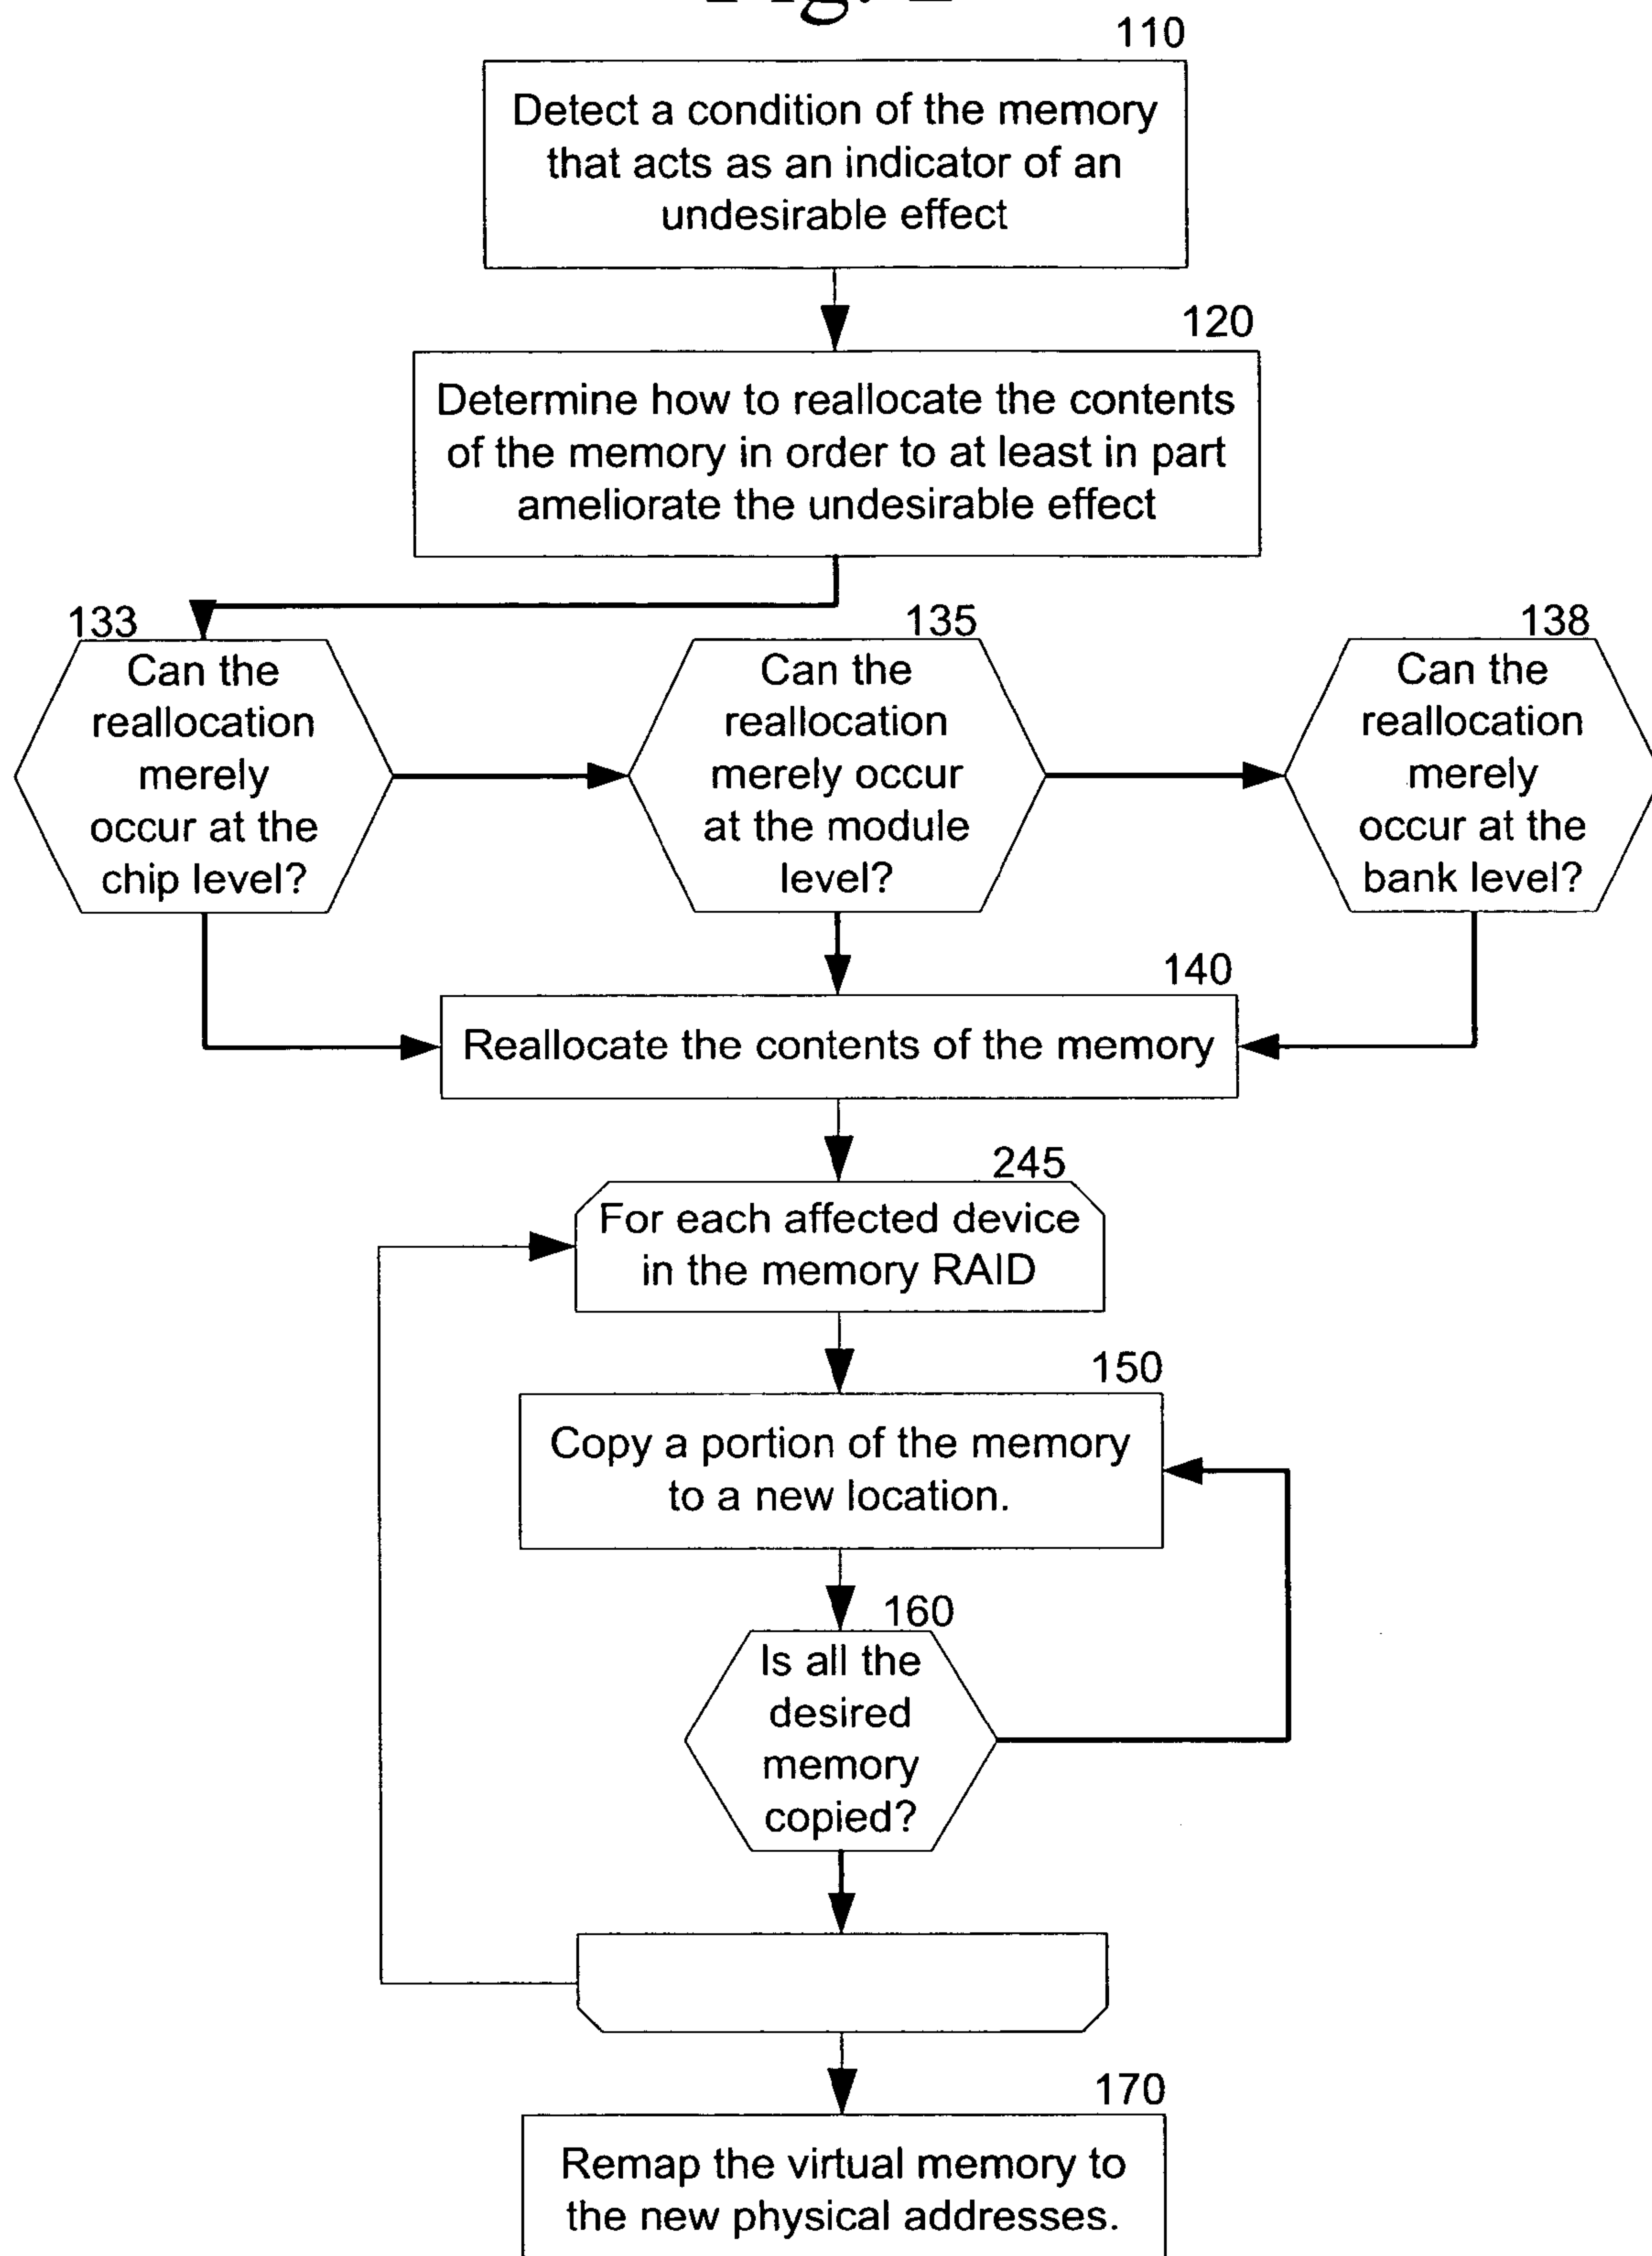 110
Detect a condition of the memory
that acts as an indicator of an
undesirable effect
120
Determine how to reallocate the contents
of the memory in order to at least in part
ameliorate the undesirable effect
133
Can the
reallocation
merely
occur at the
chip level?
135
Can the
reallocation
merely occur
at the module
level?
138
Can the
reallocation
merely
occur at the
bank level?
140
Reallocate the contents of the memory
245
For each affected device
in the memory RAID
150
Copy a portion of the memory
to a new location.
160
Is all the
desired
memory
copied?
170
Remap the virtual memory to
the new physical addresses.